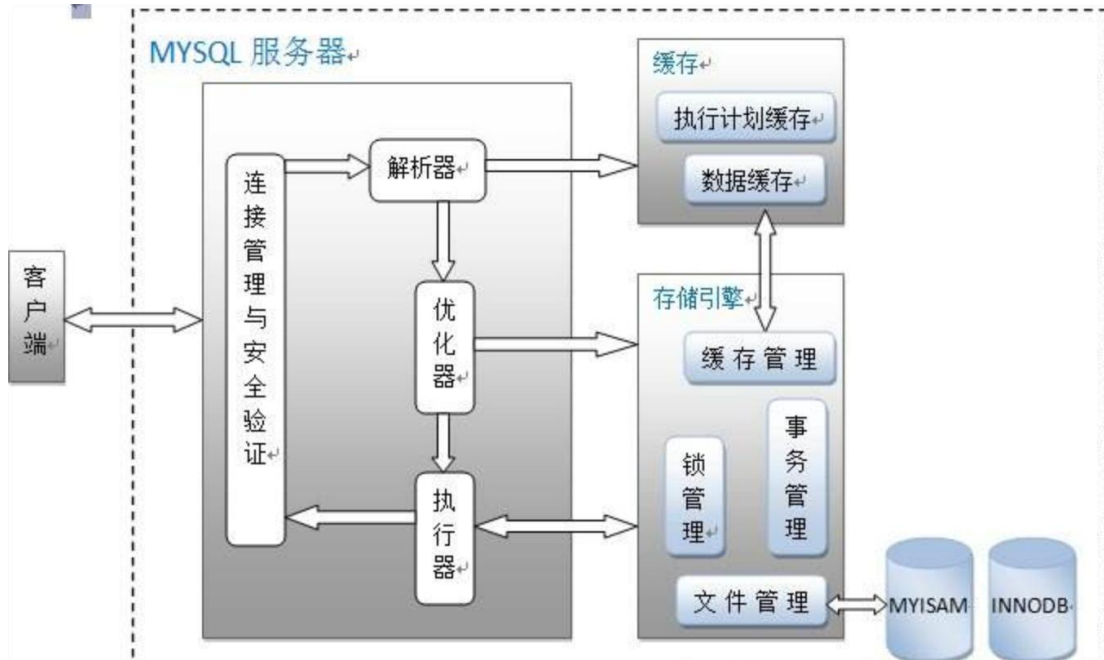 MYSQL 服务器
客户端
连接管理与安全验证
解析器
优化器
执行器
缓存
执行计划缓存
数据缓存
存储引擎
缓存管理
锁管理
事务管理
文件管理
MYISAM
INNODB